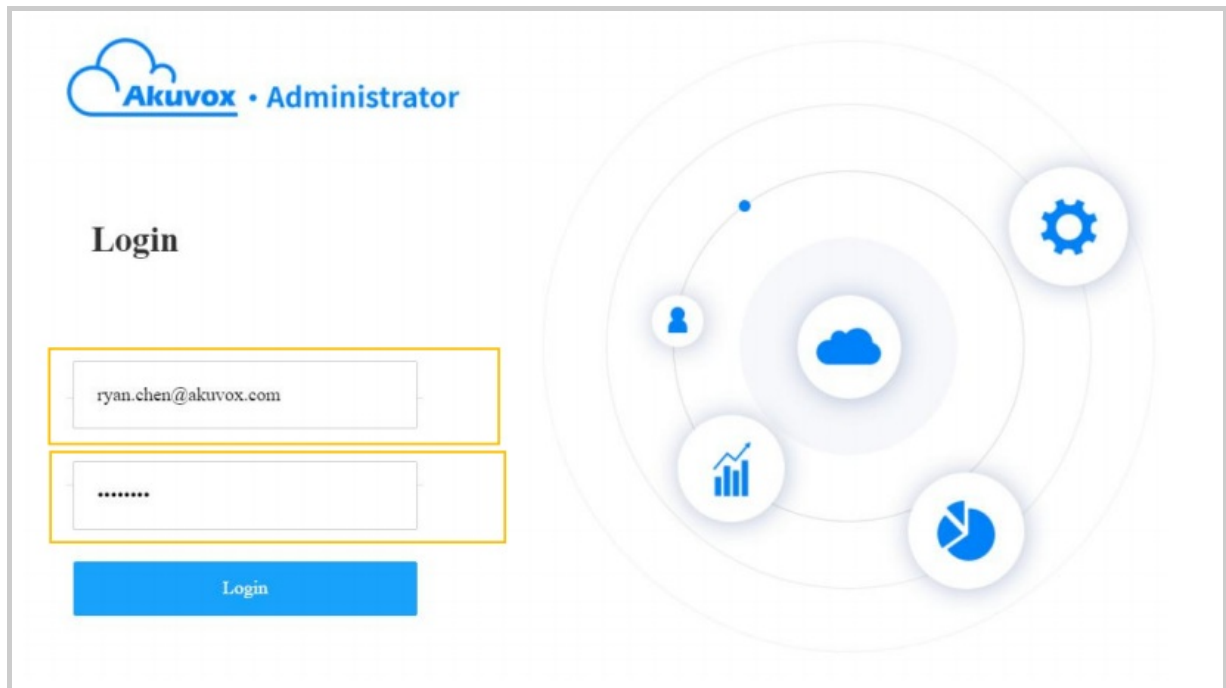 Akuvox · Administrator
Login
ryan.chen@akuvox.com
••••••••
Login